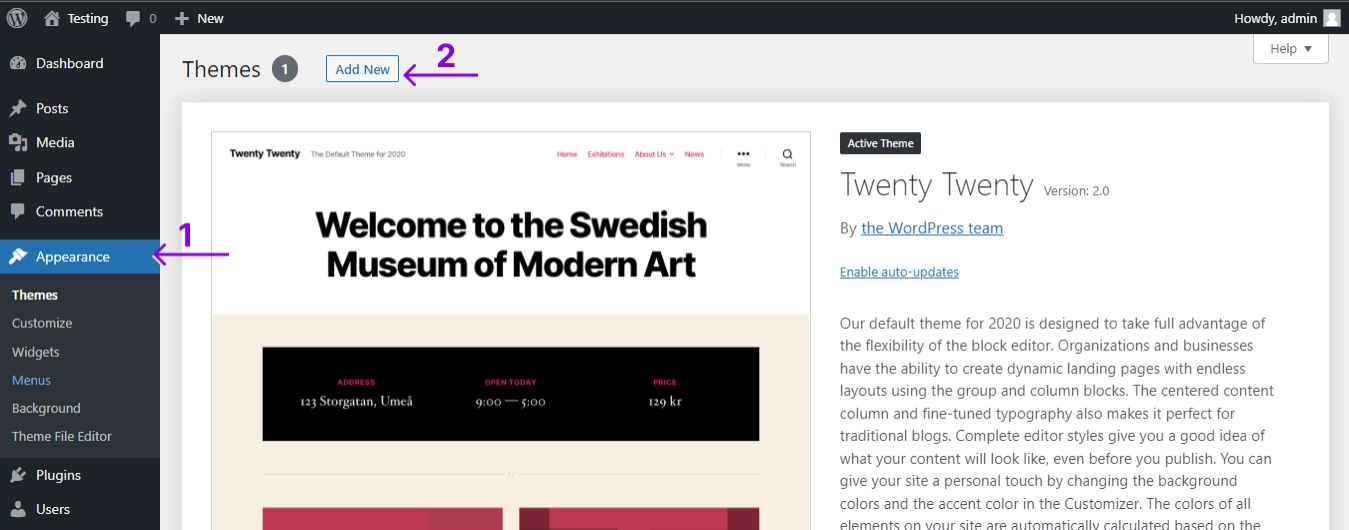 Testing 0 New Howdy, admin
Help
Dashboard
Posts
Media
Pages
Comments
Appearance
Themes
Customize
Widgets
Menus
Background
Theme File Editor
Plugins
Users
1
Themes 1 Add New
2
Twenty Twenty The Default Theme for 2020 Home Exhibitions About Us News Menu Search
Welcome to the Swedish
Museum of Modern Art
ADDRESS OPEN TODAY PRICE
123 Storgatan, Umeå 9:00 — 5:00 129 kr
//
Active Theme
Twenty Twenty Version: 2.0
By the WordPress team
Enable auto-updates
Our default theme for 2020 is designed to take full advantage of
the flexibility of the block editor. Organizations and businesses
have the ability to create dynamic landing pages with endless
layouts using the group and column blocks. The centered content
column and fine-tuned typography also makes it perfect for
traditional blogs. Complete editor styles give you a good idea of
what your content will look like, even before you publish. You can
give your site a personal touch by changing the background
colors and the accent color in the Customizer. The colors of all
elements on your site are automatically calculated based on the